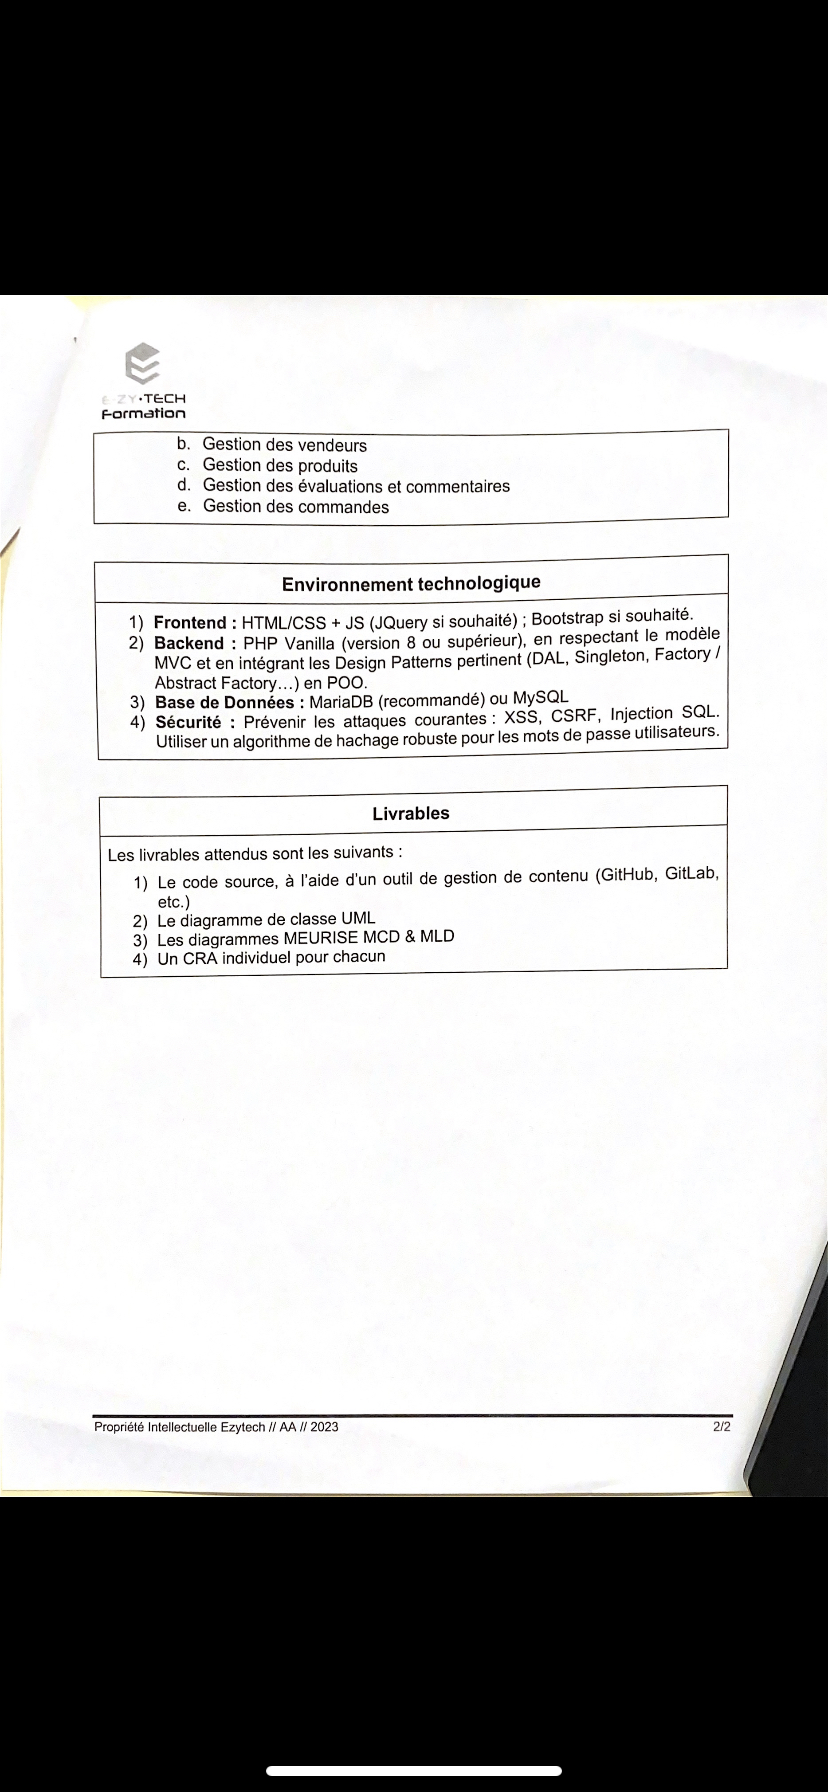 E-ZY•TECH
Formation
b. Gestion des vendeurs
c. Gestion des produits
d. Gestion des évaluations et commentaires
e. Gestion des commandes
Environnement technologique
1) Frontend : HTML/CSS + JS (JQuery si souhaité) ; Bootstrap si souhaité.
2) Backend : PHP Vanilla (version 8 ou supérieur), en respectant le modèle
MVC et en intégrant les Design Patterns pertinent (DAL, Singleton, Factory /
Abstract Factory...) en POO.
3) Base de Données : MariaDB (recommandé) ou MySQL
4) Sécurité : Prévenir les attaques courantes : XSS, CSRF, Injection SQL.
Utiliser un algorithme de hachage robuste pour les mots de passe utilisateurs.
Livrables
Les livrables attendus sont les suivants :
1) Le code source, à l'aide d'un outil de gestion de contenu (GitHub, GitLab,
etc.)
2) Le diagramme de classe UML
3) Les diagrammes MEURISE MCD & MLD
4) Un CRA individuel pour chacun
Propriété Intellectuelle Ezytech // AA // 2023
2/2